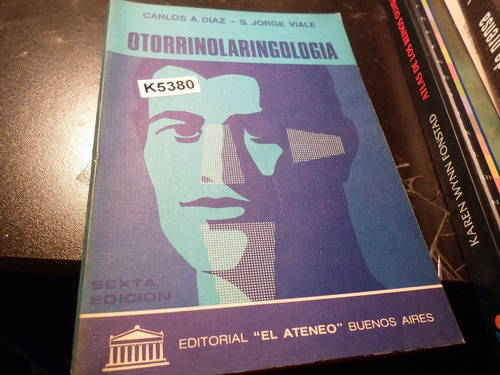 CARLOS A. DIAZ - S. JORGE VIALE
OTORRINOLARINGOLOGIA
K5380
SEXTA
EDICION
EDITORIAL "EL ATENEO" BUENOS AIRES
KAREN WYNN FONSTAD